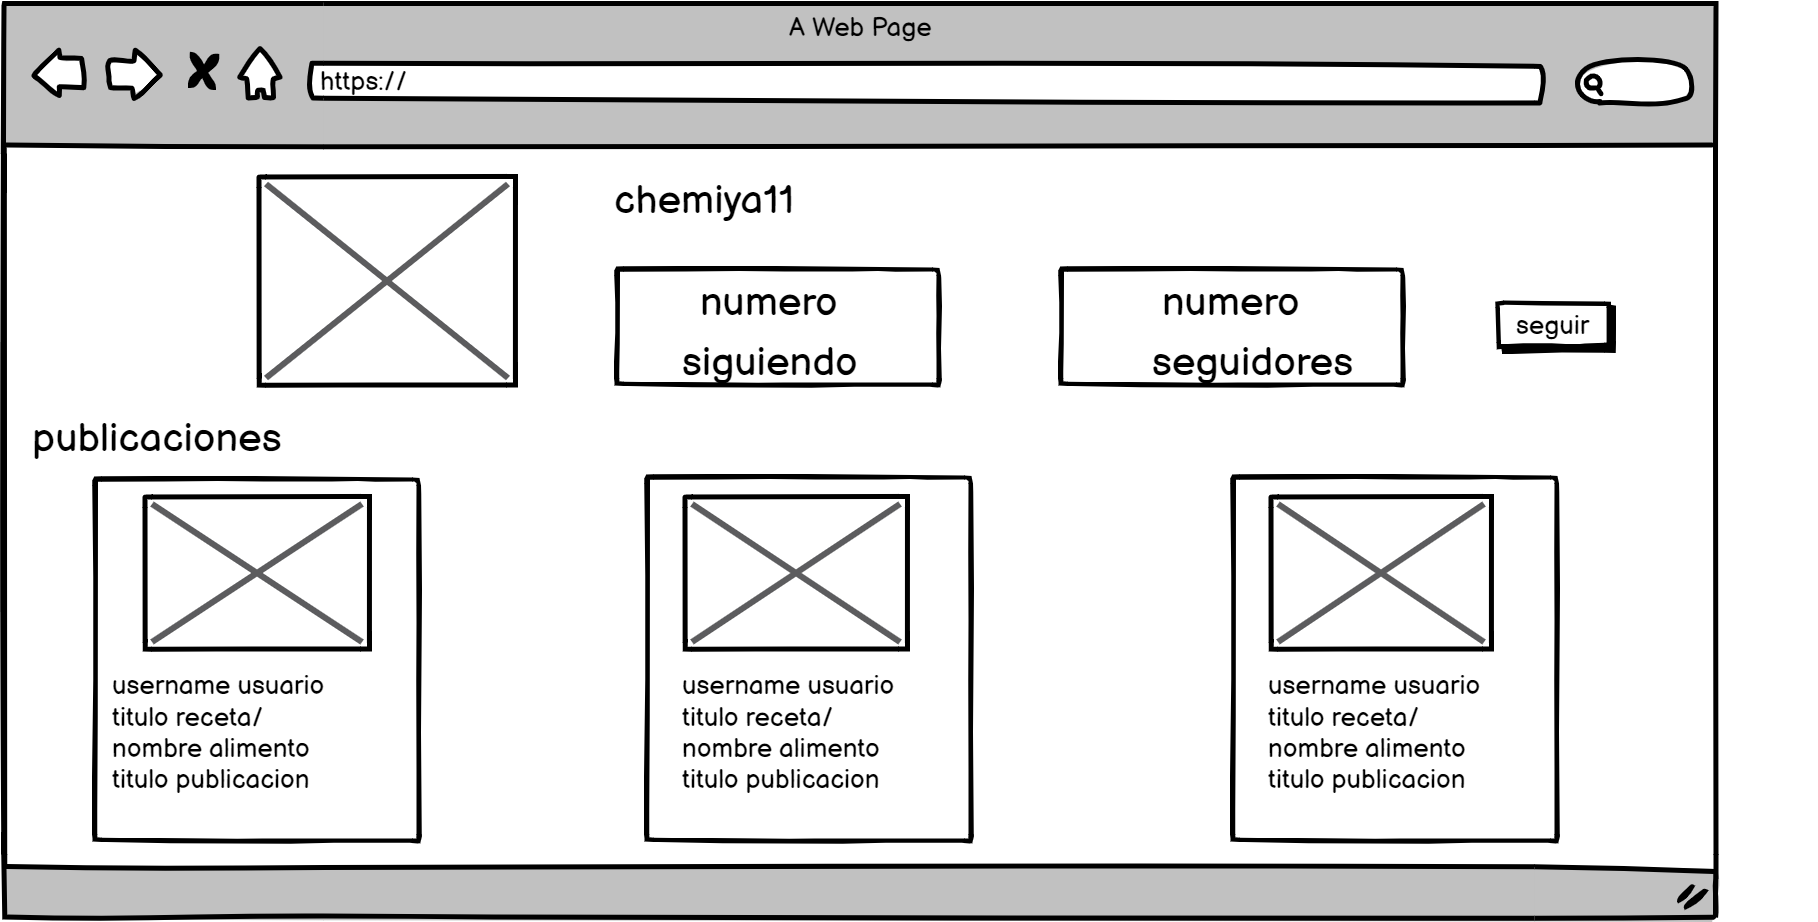 A Web Page
https://
chemiya11
numero
siguiendo
numero
seguidores
seguir
publicaciones
username usuario
titulo receta/
nombre alimento
titulo publicacion
username usuario
titulo receta/
nombre alimento
titulo publicacion
username usuario
titulo receta/
nombre alimento
titulo publicacion